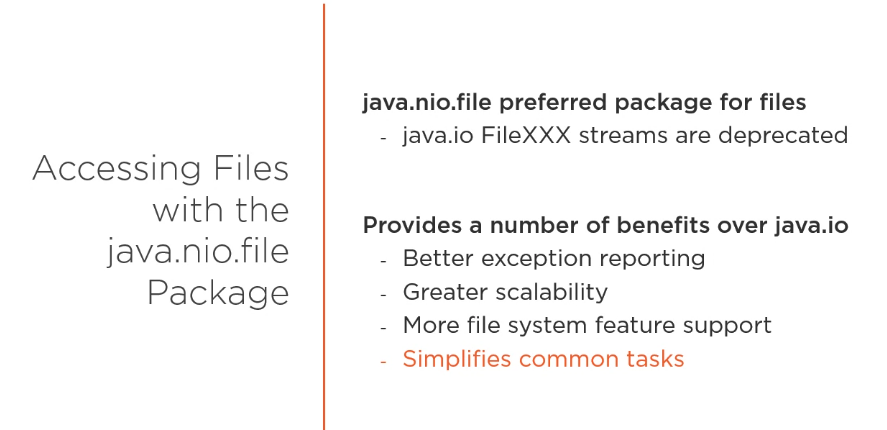 Accessing Files
with the
java.nio.file
Package
java.nio.file preferred package for files
- java.io FileXXX streams are deprecated
Provides a number of benefits over java.io
- Better exception reporting
- Greater scalability
- More file system feature support
- Simplifies common tasks